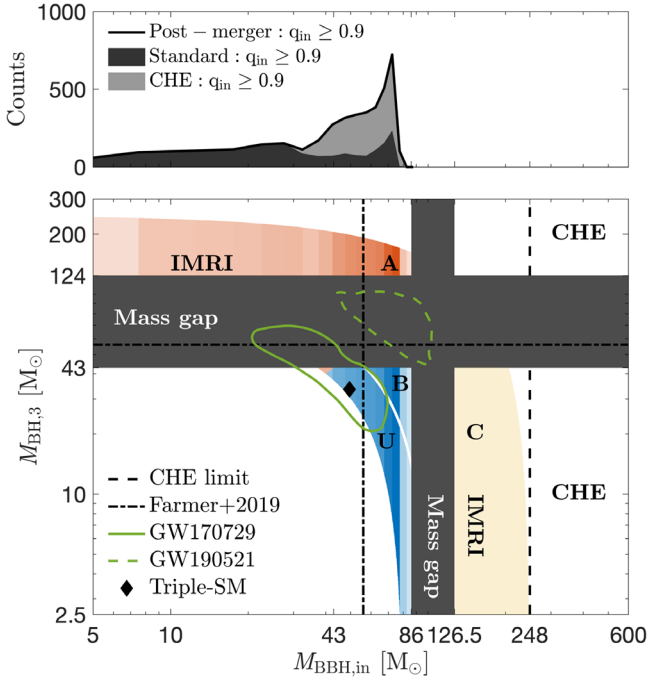 1000
500
0
Counts
Post − merger : q_in ≥ 0.9
Standard : q_in ≥ 0.9
CHE : q_in ≥ 0.9
300
200
124
43
10
2.5
M_BH,3 [M_⊙]
IMRI
A
CHE
Mass gap
B
U
C
CHE
IMRI
Mass gap
CHE limit
Farmer+2019
GW170729
GW190521
Triple-SM
5
10
43
86
126.5
248
600
M_BBH,in [M_⊙]